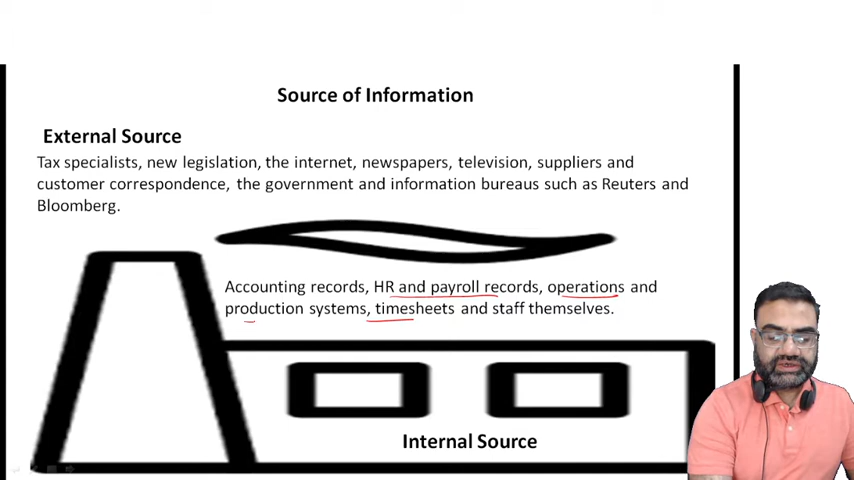 Source of Information
External Source
Tax specialists, new legislation, the internet, newspapers, television, suppliers and
customer correspondence, the government and information bureaus such as Reuters and
Bloomberg.
Accounting records, HR and payroll records, operations and
production systems, timesheets and staff themselves.
Internal Source